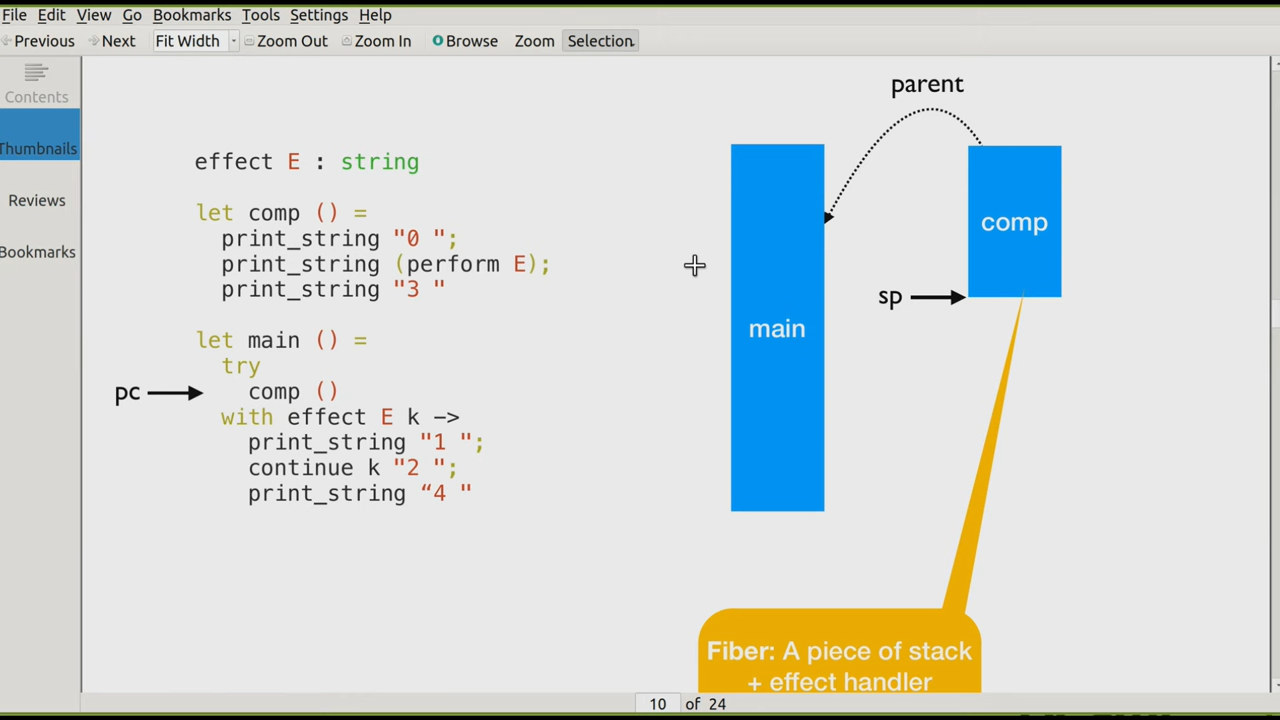 File Edit View Go Bookmarks Tools Settings Help
Previous Next Fit Width Zoom Out Zoom In Browse Zoom Selection
Contents
Thumbnails
Reviews
Bookmarks
effect E : string
let comp () =
print_string "0 ";
print_string (perform E);
print_string "3 "
let main () =
try
pc
comp ()
with effect E k ->
print_string "1 ";
continue k "2 ";
print_string “4 "
parent
main
comp
sp
Fiber: A piece of stack
+ effect handler
10 of 24